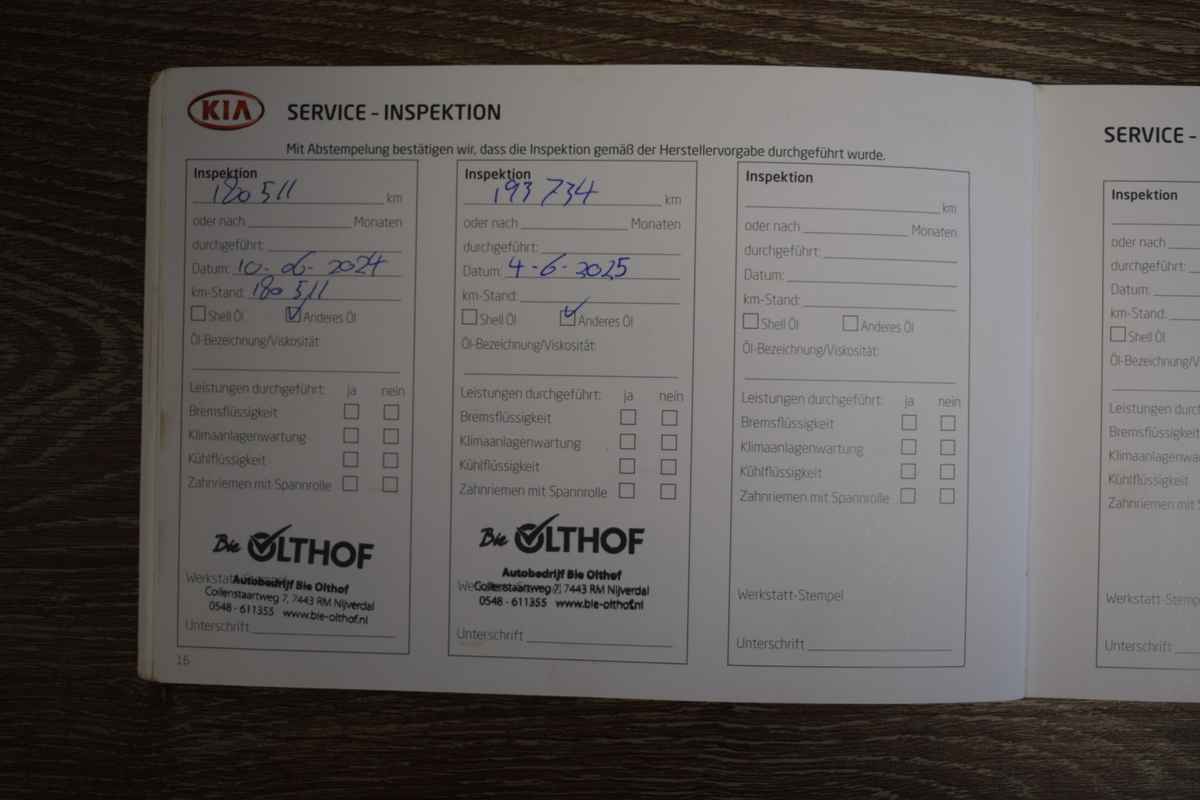 KIA
SERVICE – INSPEKTION
Mit Abstempelung bestätigen wir, dass die Inspektion gemäß der Herstellervorgabe durchgeführt wurde.
Inspektion
180 511 km
oder nach Monaten
durchgeführt:
Datum: 10-06-2024
km-Stand: 180 511
Shell Öl Anderes Öl
Öl-Bezeichnung/Viskosität:
Leistungen durchgeführt: ja nein
Bremsflüssigkeit
Klimaanlagenwartung
Kühlflüssigkeit
Zahnriemen mit Spannrolle
Bie OLTHOF
Autobedrijf Bie Olthof
Collenstaartweg 7, 7443 RM Nijverdal
0548 - 611355 www.bie-olthof.nl
Unterschrift
16
Inspektion
193 734 km
oder nach Monaten
durchgeführt:
Datum: 4-6-2025
km-Stand:
Shell Öl Anderes Öl
Öl-Bezeichnung/Viskosität:
Leistungen durchgeführt: ja nein
Bremsflüssigkeit
Klimaanlagenwartung
Kühlflüssigkeit
Zahnriemen mit Spannrolle
Bie OLTHOF
Autobedrijf Bie Olthof
Collenstaartweg 7, 7443 RM Nijverdal
0548 - 611355 www.bie-olthof.nl
Unterschrift
Inspektion
km
oder nach Monaten
durchgeführt:
Datum:
km-Stand:
Shell Öl Anderes Öl
Öl-Bezeichnung/Viskosität:
Leistungen durchgeführt: ja nein
Bremsflüssigkeit
Klimaanlagenwartung
Kühlflüssigkeit
Zahnriemen mit Spannrolle
Werkstatt-Stempel
Unterschrift
SERVICE –
Inspektion
oder nach
durchgeführt:
Datum:
km-Stand:
Shell Öl
Öl-Bezeichnung/V
Leistungen durch
Bremsflüssigkeit
Klimaanlagenwa
Kühlflüssigkeit
Zahnriemen mit S
Werkstatt-Stempe
Unterschrift